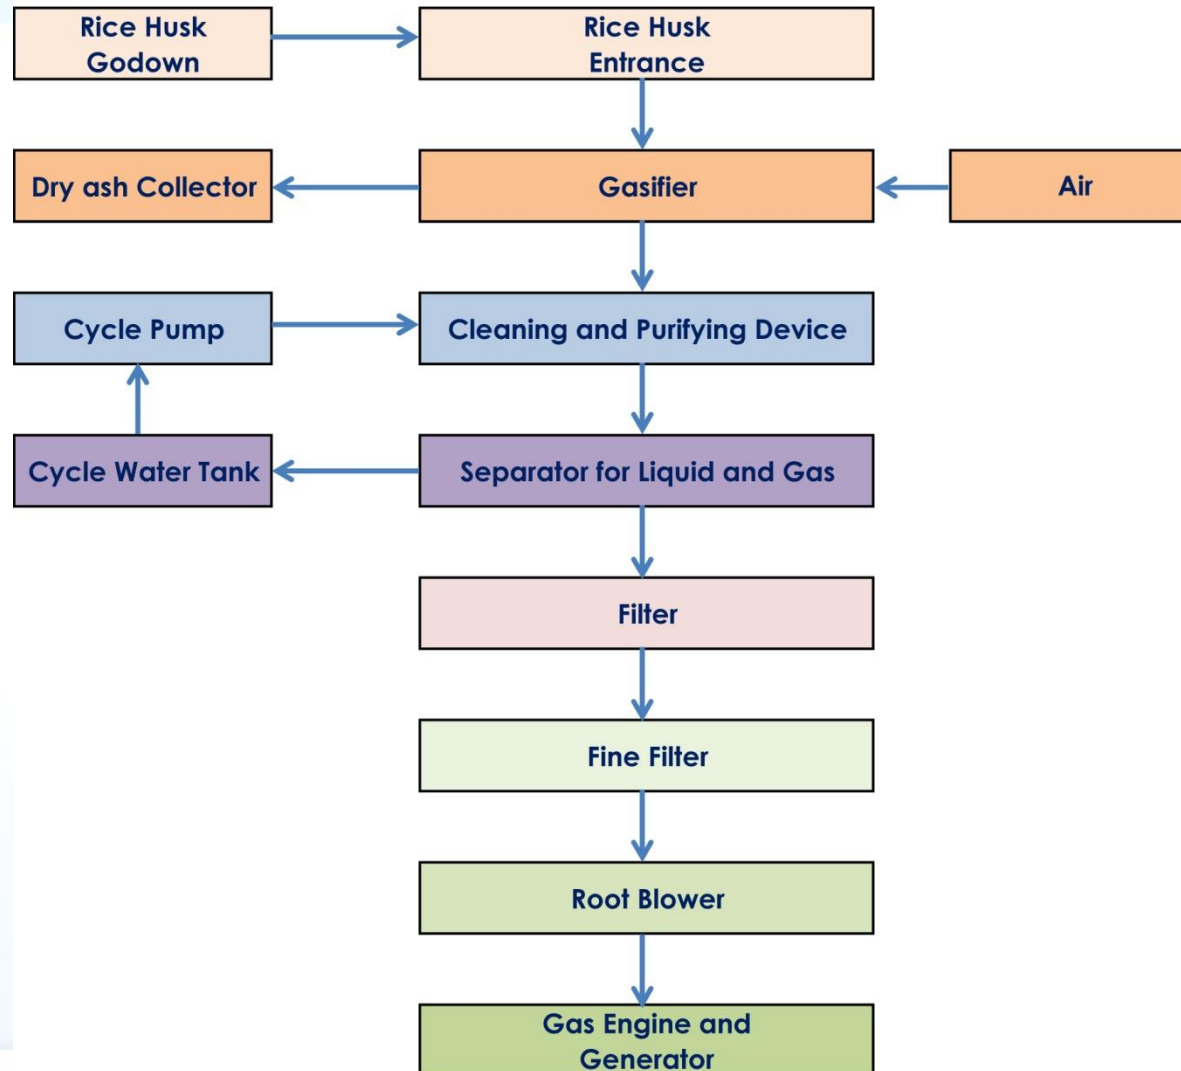 Rice Husk
Godown
Rice Husk
Entrance
Dry ash Collector
Gasifier
Air
Cycle Pump
Cleaning and Purifying Device
Cycle Water Tank
Separator for Liquid and Gas
Filter
Fine Filter
Root Blower
Gas Engine and
Generator